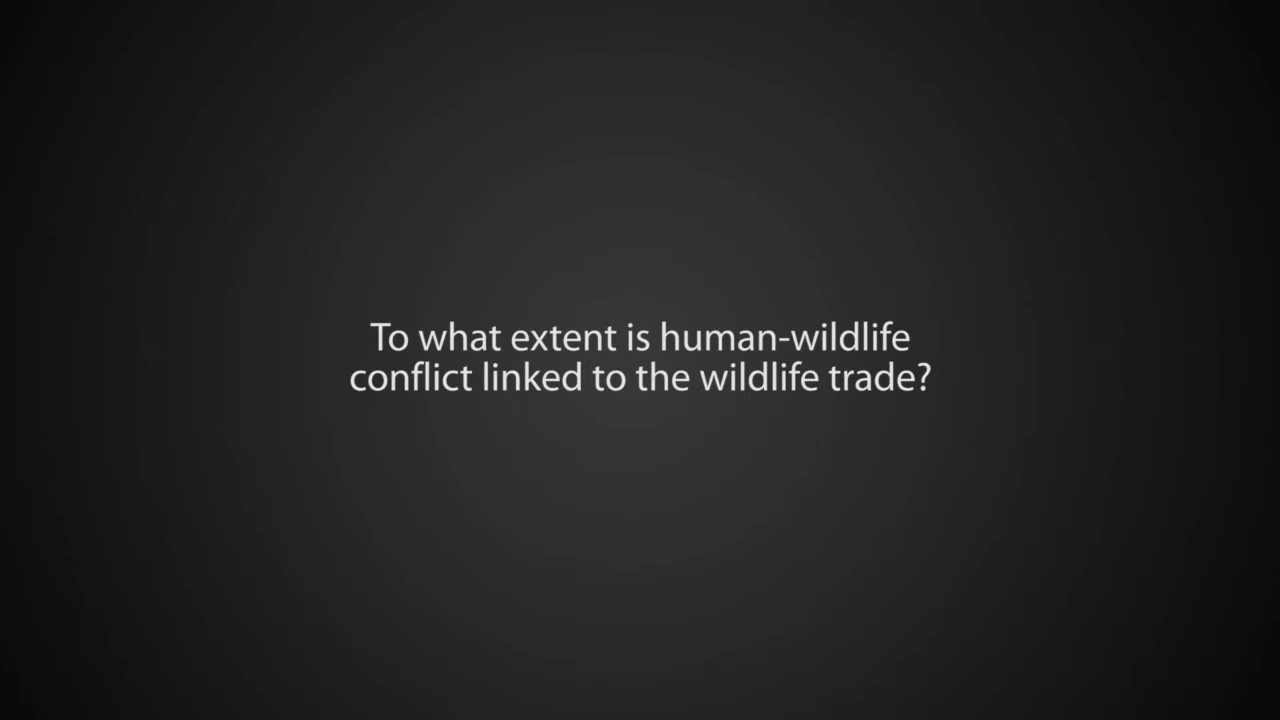 To what extent is human-wildlife
conflict linked to the wildlife trade?